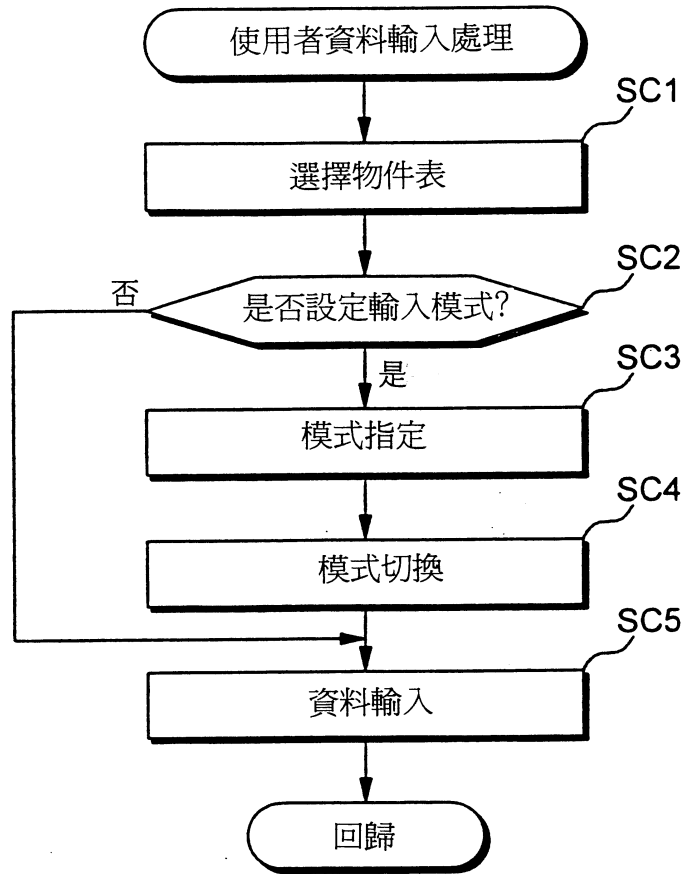 使用者資料輸入處理
SC1
選擇物件表
SC2
否
是否設定輸入模式?
是
SC3
模式指定
SC4
模式切換
SC5
資料輸入
回歸